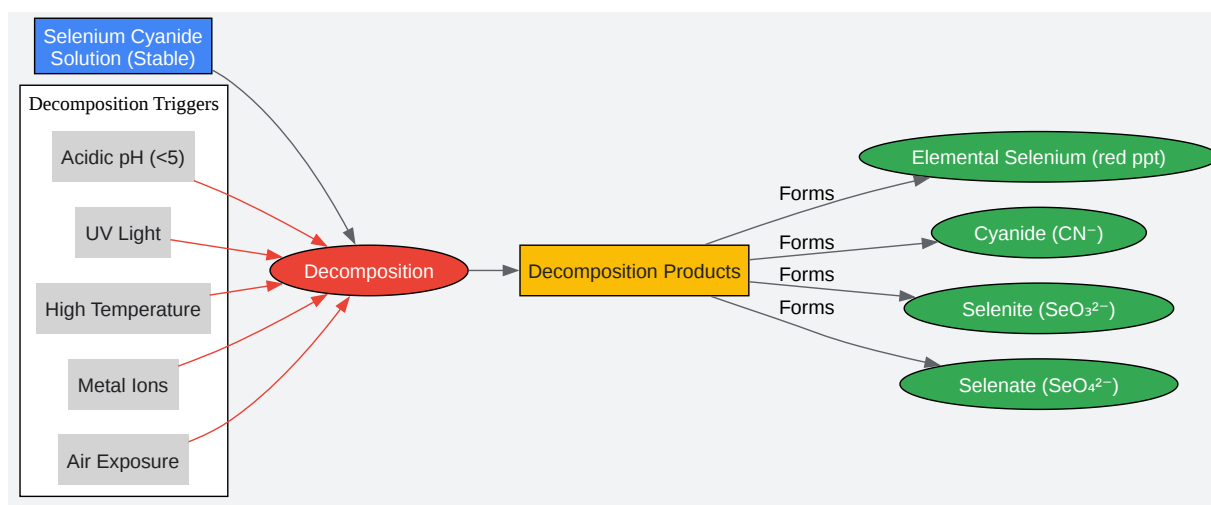 Selenium Cyanide
Solution (Stable)
Decomposition Triggers
Acidic pH (<5)
UV Light
High Temperature
Metal Ions
Air Exposure
Decomposition
Decomposition Products
Forms
Forms
Forms
Forms
Elemental Selenium (red ppt)
Cyanide (CN⁻)
Selenite (SeO₃²⁻)
Selenate (SeO₄²⁻)